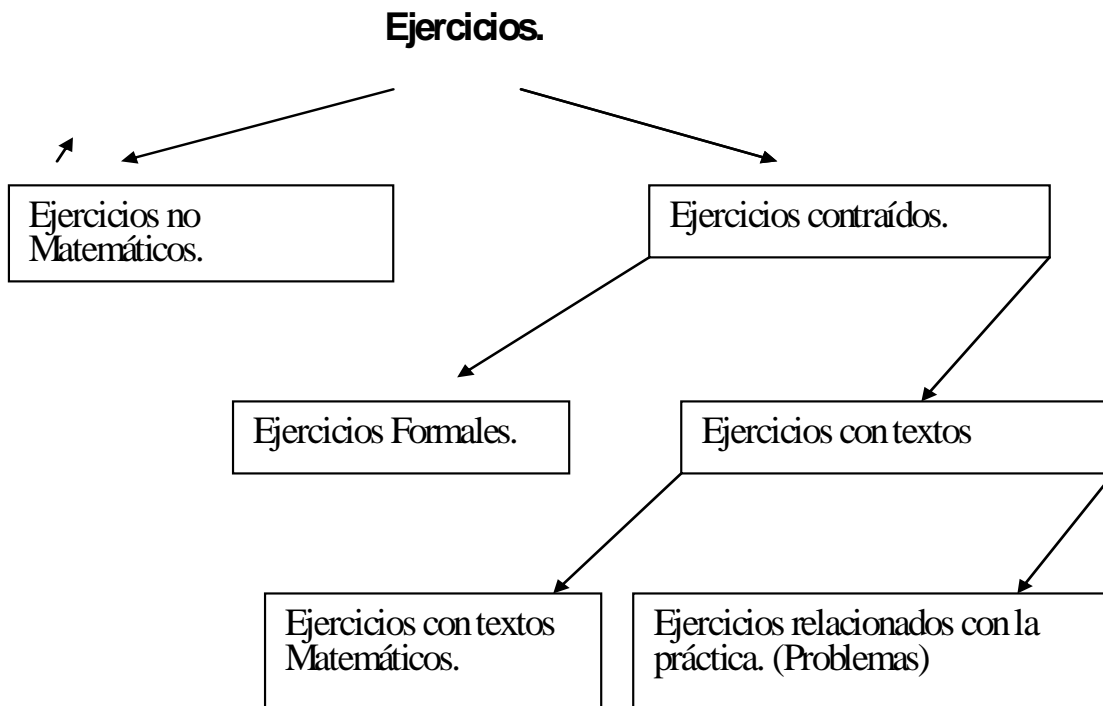 Ejercicios.
Ejercicios no
Matemáticos.
Ejercicios contraídos.
Ejercicios Formales.
Ejercicios con textos
Ejercicios con textos
Matemáticos.
Ejercicios relacionados con la
práctica. (Problemas)